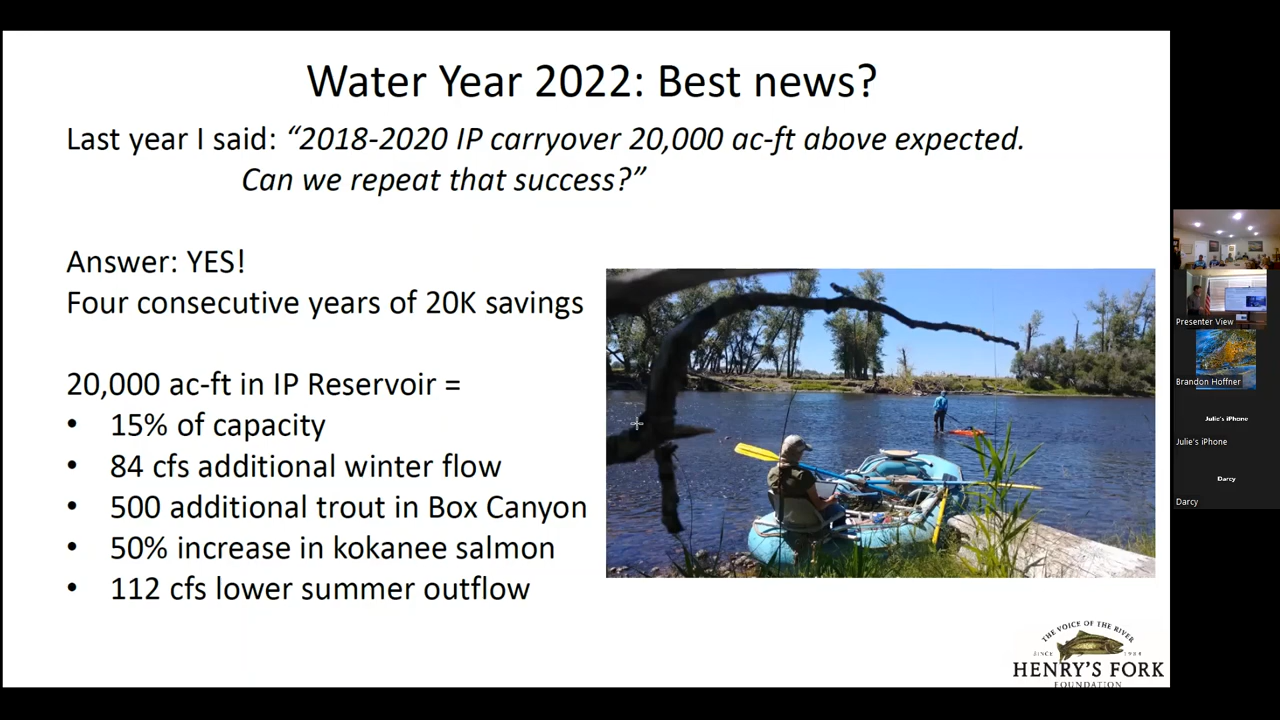 Water Year 2022: Best news?
Last year I said: “2018-2020 IP carryover 20,000 ac-ft above expected.
Can we repeat that success?”
Answer: YES!
Four consecutive years of 20K savings
20,000 ac-ft in IP Reservoir =
• 15% of capacity
• 84 cfs additional winter flow
• 500 additional trout in Box Canyon
• 50% increase in kokanee salmon
• 112 cfs lower summer outflow
THE VOICE OF THE RIVER
SINCE 1984
HENRY'S FORK
FOUNDATION
Presenter View
Brandon Hoffner
Julie's iPhone
Julie's iPhone
Darcy
Darcy